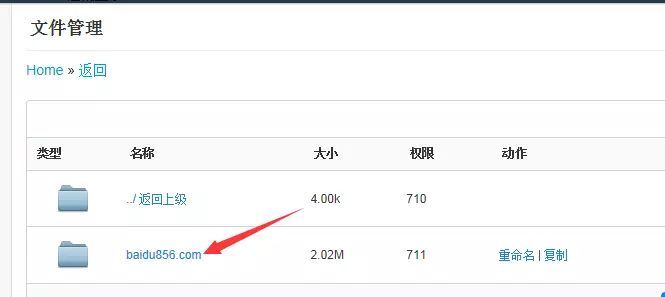 文件管理
Home » 返回
类型 名称 大小 权限 动作
../ 返回上级 4.00k 710
baidu856.com 2.02M 711 重命名 | 复制